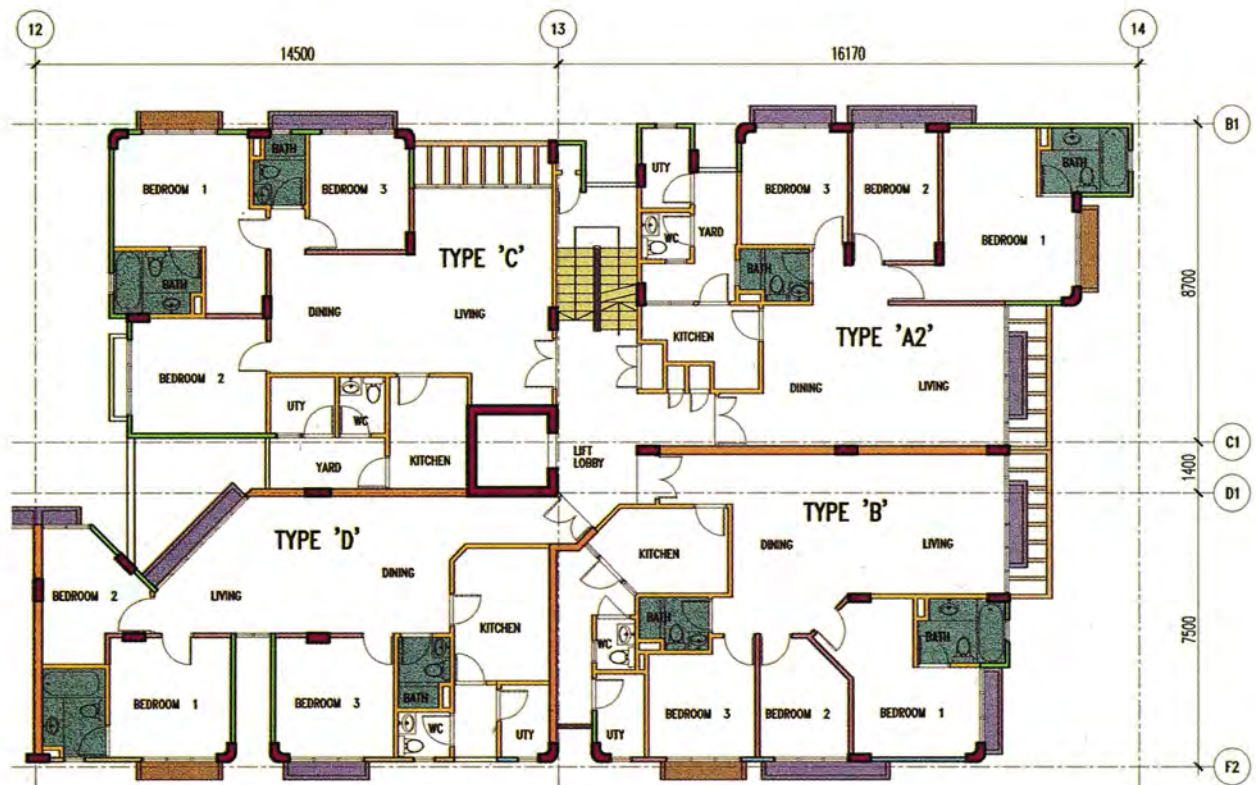 12
13
14
14500
16170
B1
BATH
UTY
BATH
BEDROOM 1
BEDROOM 3
BEDROOM 3
BEDROOM 2
WC
YARD
BEDROOM 1
TYPE 'C'
BATH
BATH
8700
DINING
LIVING
KITCHEN
TYPE 'A2'
BEDROOM 2
DINING
LIVING
UTY
WC
C1
YARD
KITCHEN
LIFT
LOBBY
1400
D1
TYPE 'D'
TYPE 'B'
DINING
KITCHEN
DINING
LIVING
BEDROOM 2
LIVING
KITCHEN
WC
BATH
BATH
7500
BEDROOM 1
BEDROOM 3
BATH
WC
UTY
UTY
BEDROOM 3
BEDROOM 2
BEDROOM 1
F2